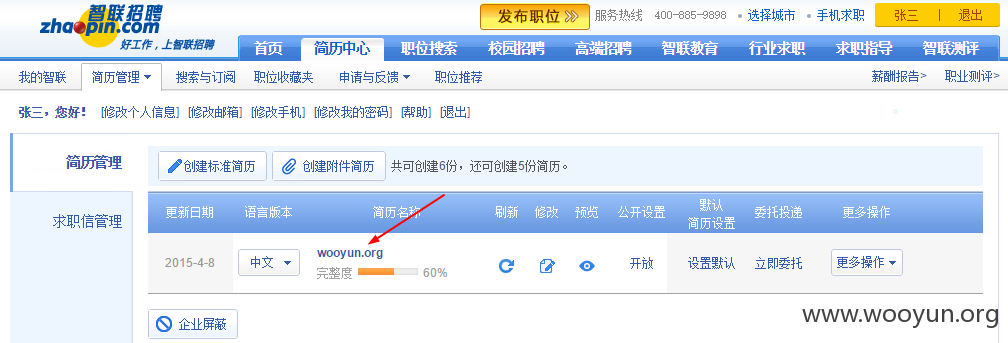 智联招聘
zhaopin.com
好工作，上智联招聘
发布职位 服务热线 400-885-9898 • 选择城市 • 手机求职 张三 | 退出
首页 简历中心 职位搜索 校园招聘 高端招聘 智联教育 行业求职 求职指导 智联测评
我的智联 简历管理 搜索与订阅 职位收藏夹 申请与反馈 职位推荐 薪酬报告> 职业测评>
张三，您好！ [修改个人信息] [修改邮箱] [修改手机] [修改我的密码] [帮助] [退出]
简历管理 创建标准简历 创建附件简历 共可创建6份，还可创建5份简历。
求职信管理
更新日期 语言版本 简历名称 刷新 修改 预览 公开设置 默认 委托投递 更多操作
简历设置
2015-4-8 中文 wooyun.org 开放 设置默认 立即委托 更多操作
完整度 60%
企业屏蔽
www.wooyun.org